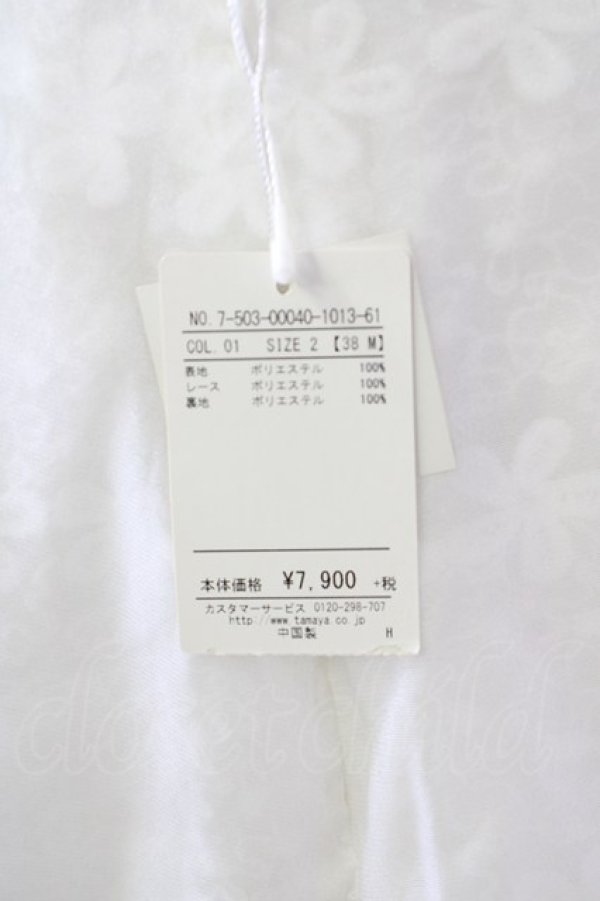 NO. 7-503-00040-1013-61
COL. 01 SIZE 2 【38 M】
表地 ポリエステル 100%
レース ポリエステル 100%
裏地 ポリエステル 100%
本体価格 ¥7,900 +税
カスタマーサービス 0120-298-707
http://www.tamaya.co.jp
中国製 H
closet child